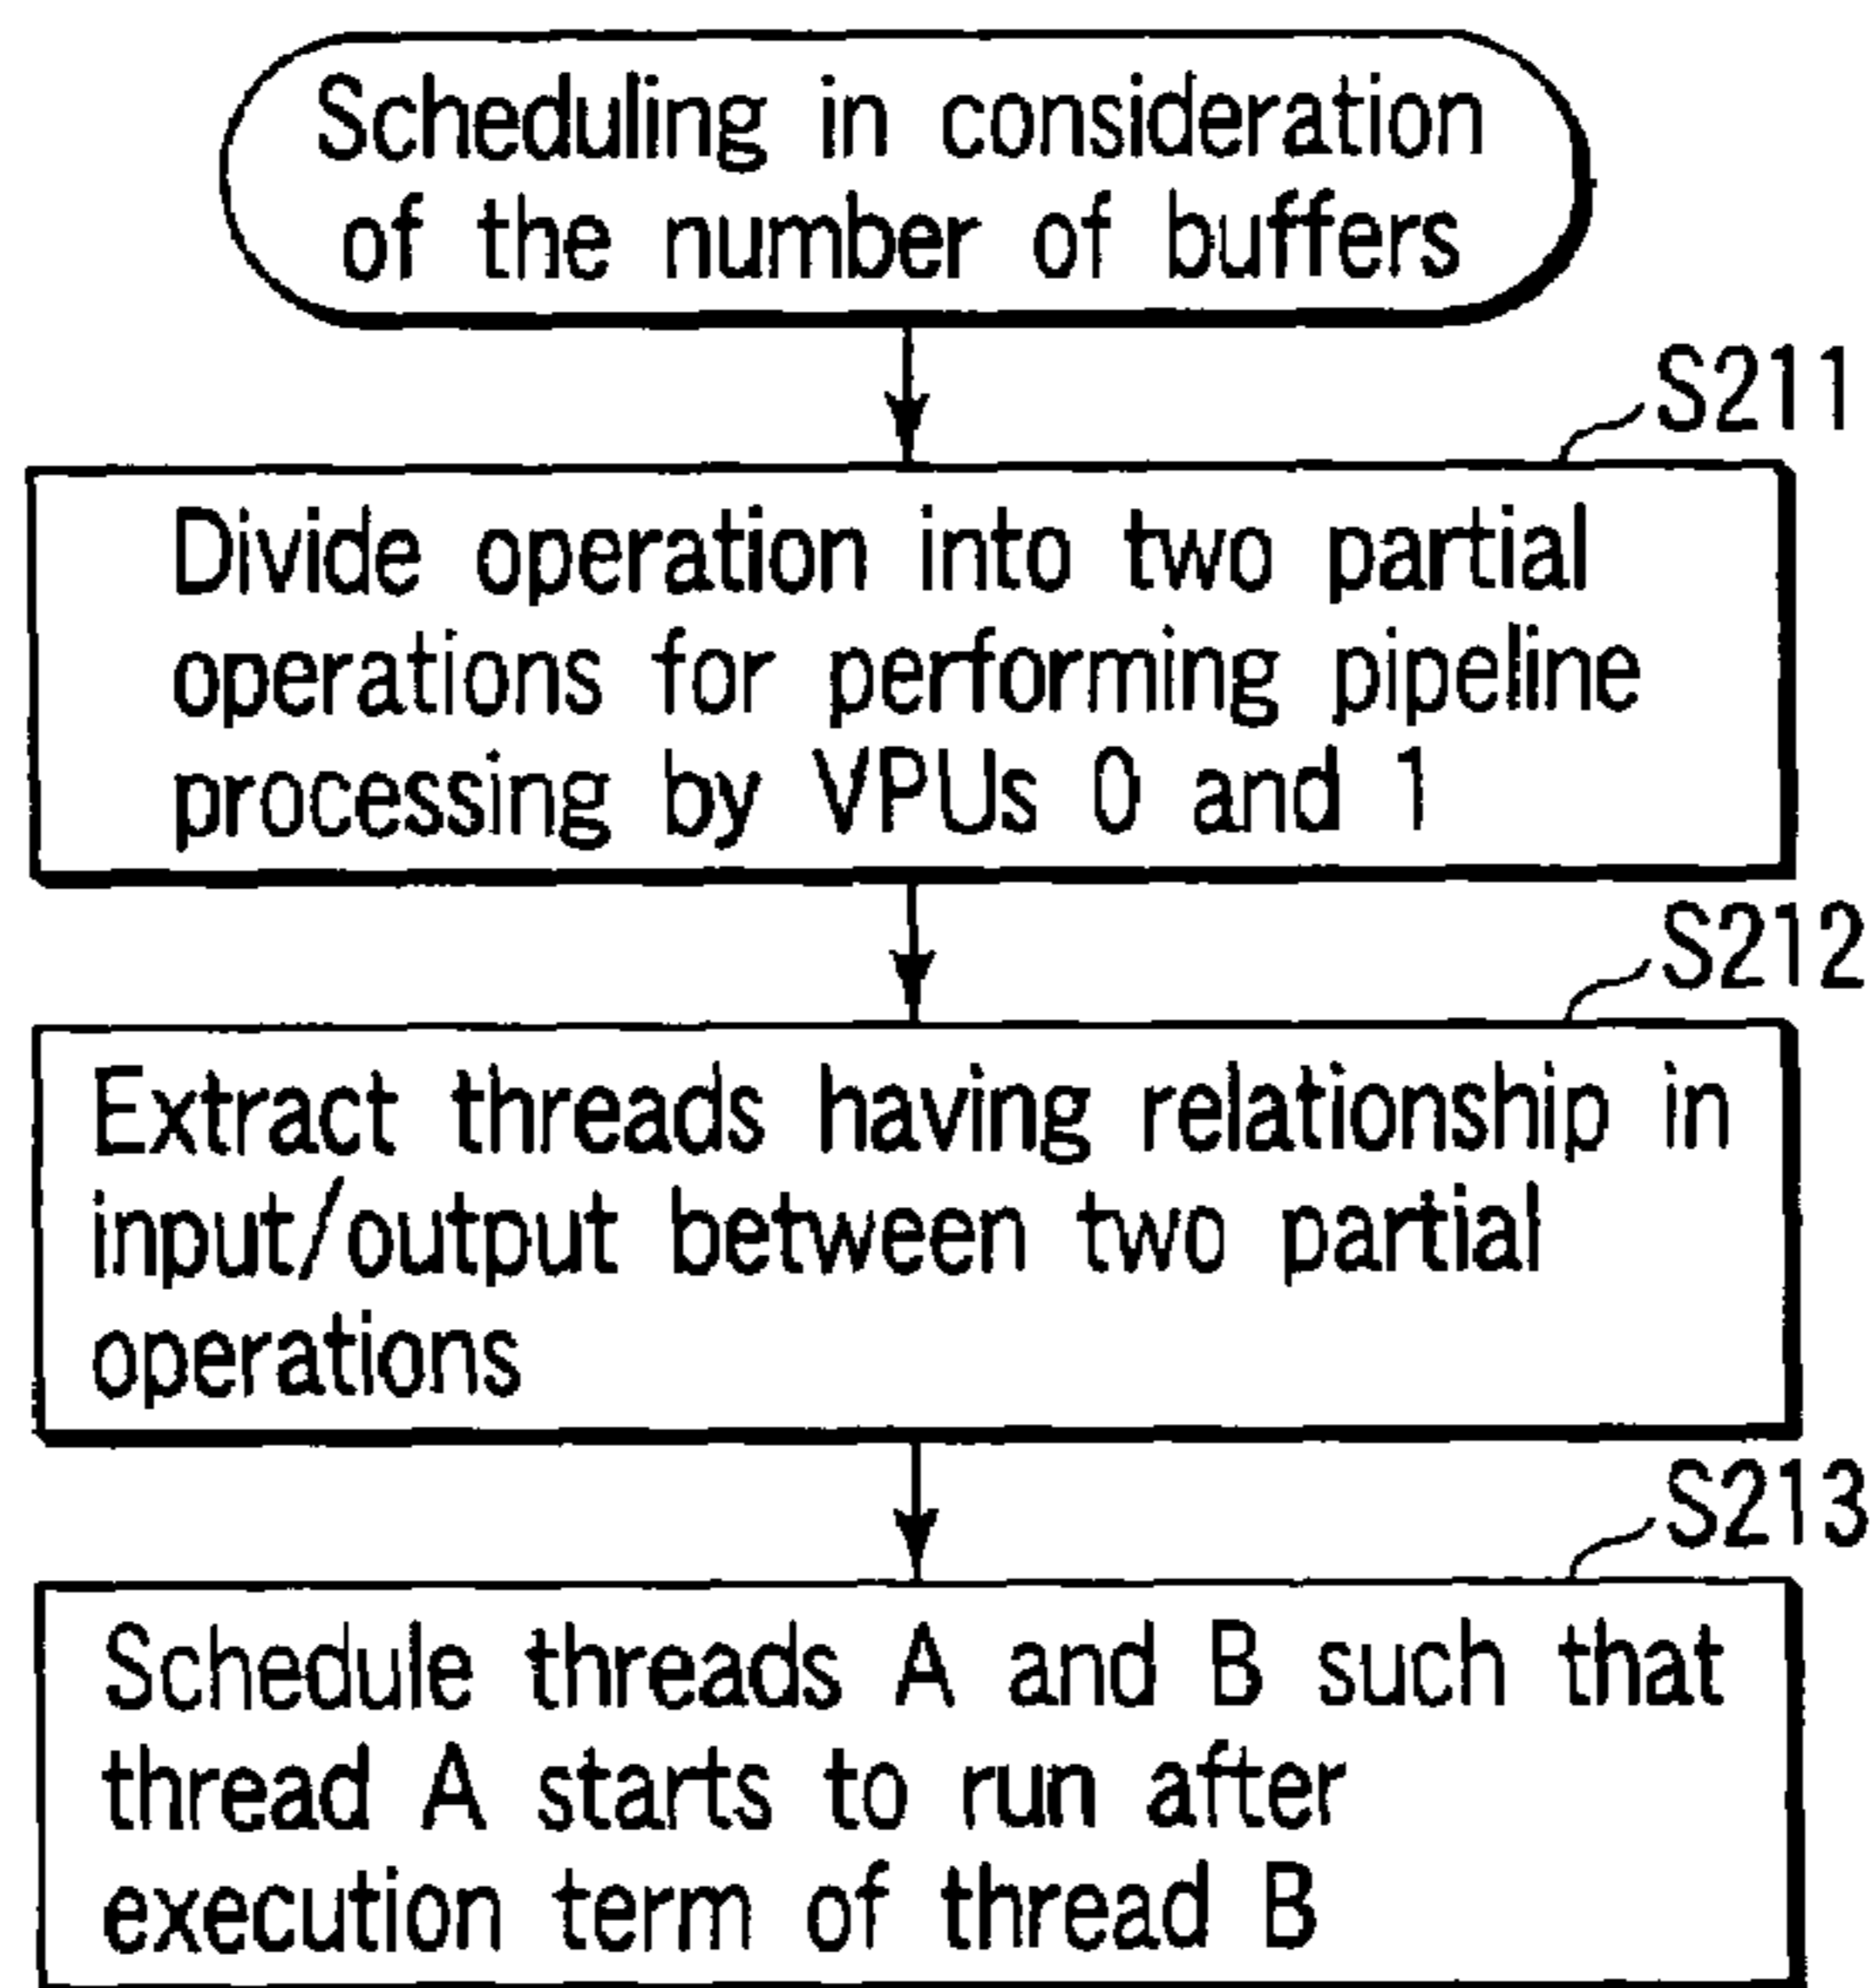 Scheduling in consideration
of the number of buffers
S211
Divide operation into two partial
operations for performing pipeline
processing by VPUs 0 and 1
S212
Extract threads having relationship in
input/output between two partial
operations
S213
Schedule threads A and B such that
thread A starts to run after
execution term of thread B